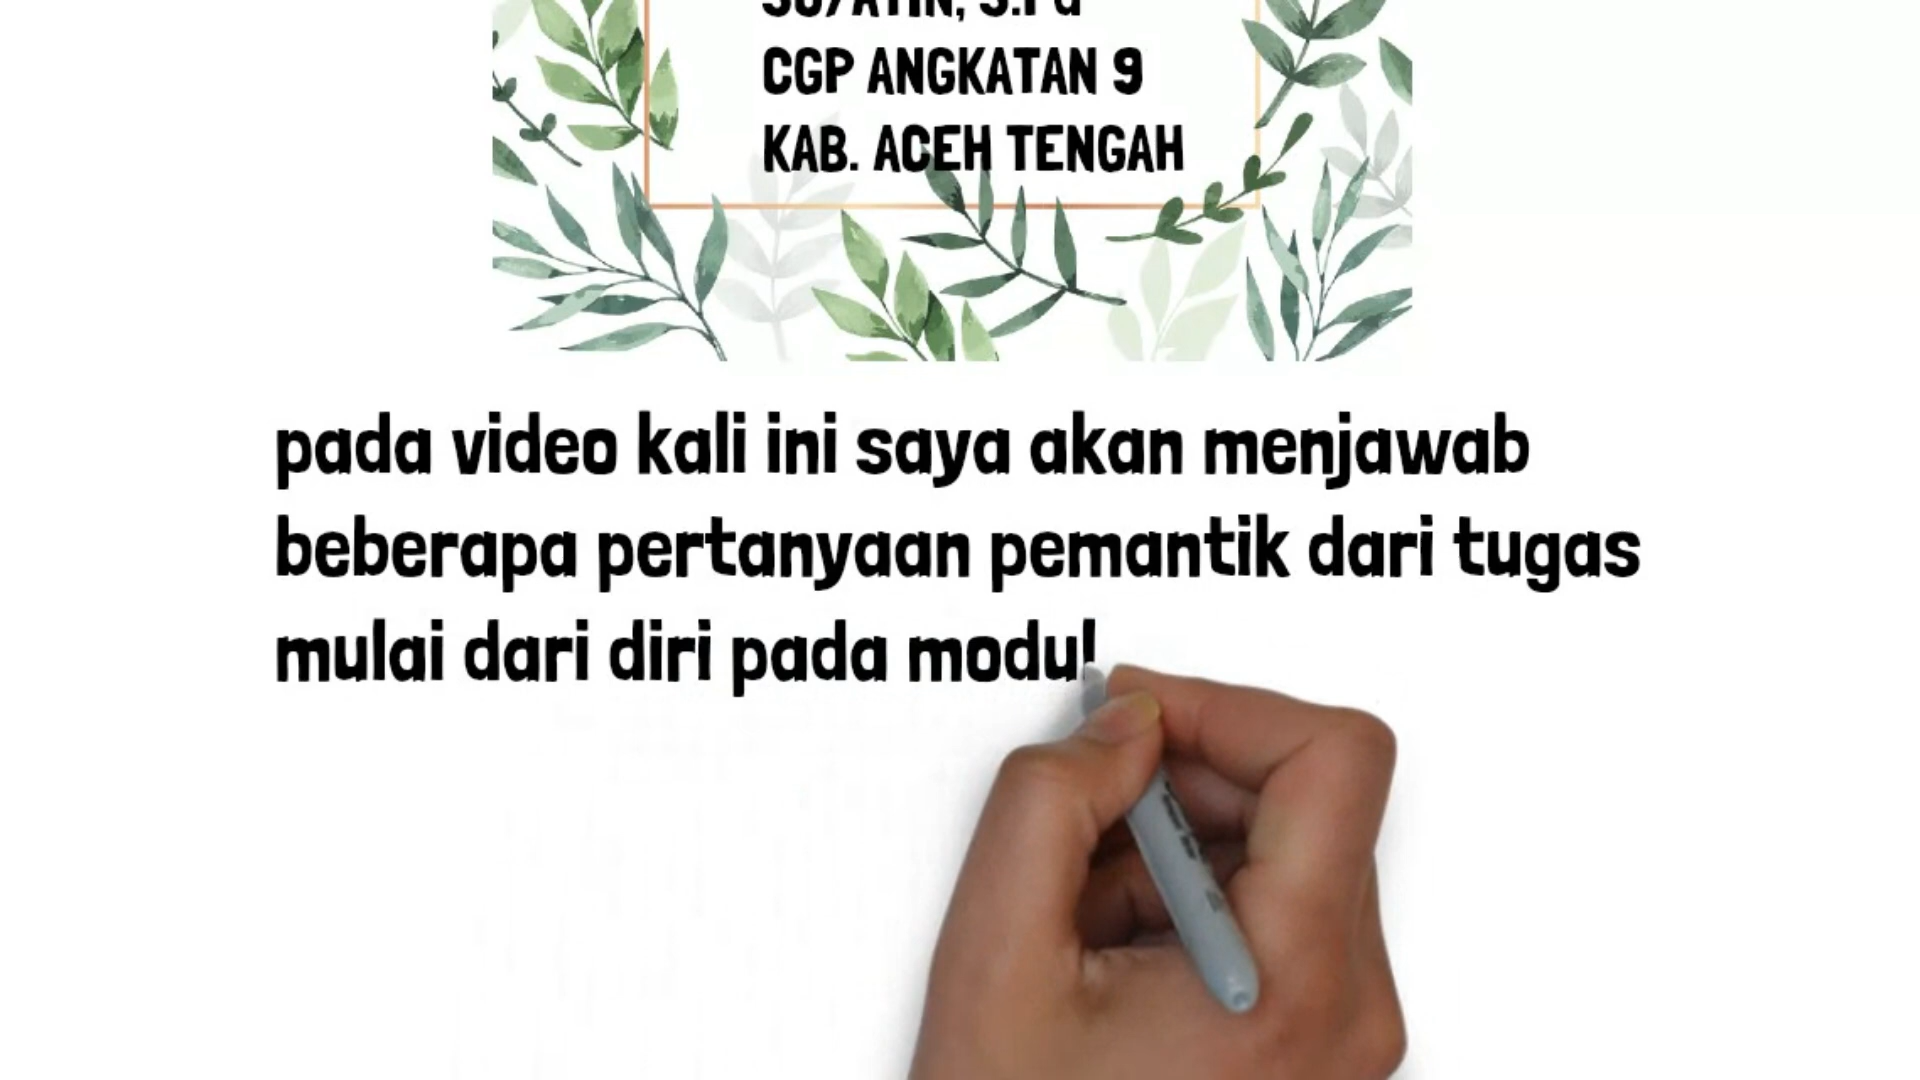 CGP ANGKATAN 9
KAB. ACEH TENGAH
pada video kali ini saya akan menjawab
beberapa pertanyaan pemantik dari tugas
mulai dari diri pada modul